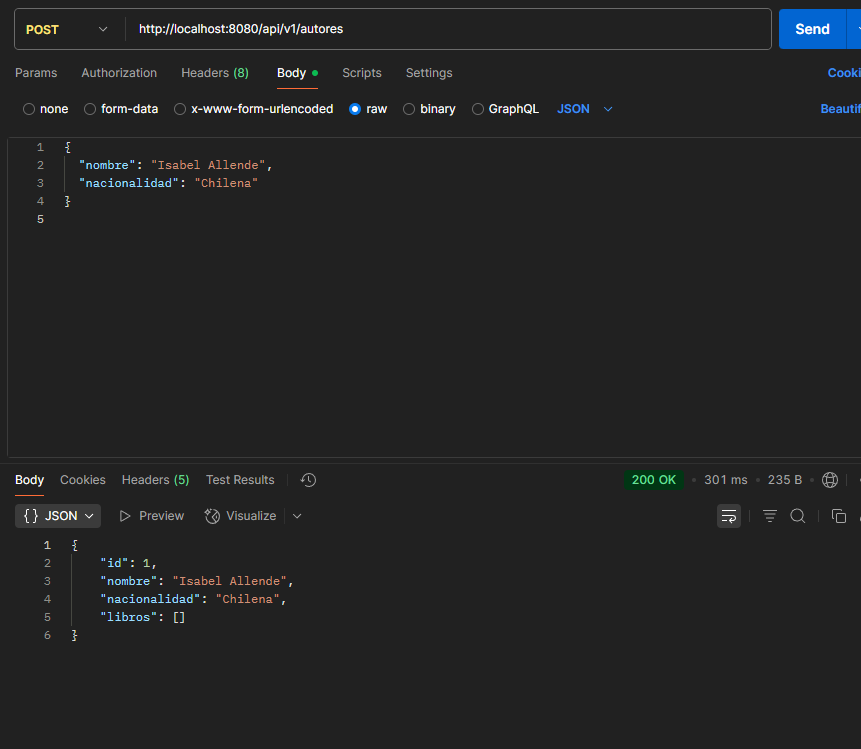 POST http://localhost:8080/api/v1/autores Send
Params Authorization Headers (8) Body Scripts Settings Cooki
none form-data x-www-form-urlencoded raw binary GraphQL JSON Beautif
1 {
2 "nombre": "Isabel Allende",
3 "nacionalidad": "Chilena"
4 }
5
Body Cookies Headers (5) Test Results 200 OK 301 ms 235 B
{} JSON Preview Visualize
1 {
2 "id": 1,
3 "nombre": "Isabel Allende",
4 "nacionalidad": "Chilena",
5 "libros": []
6 }